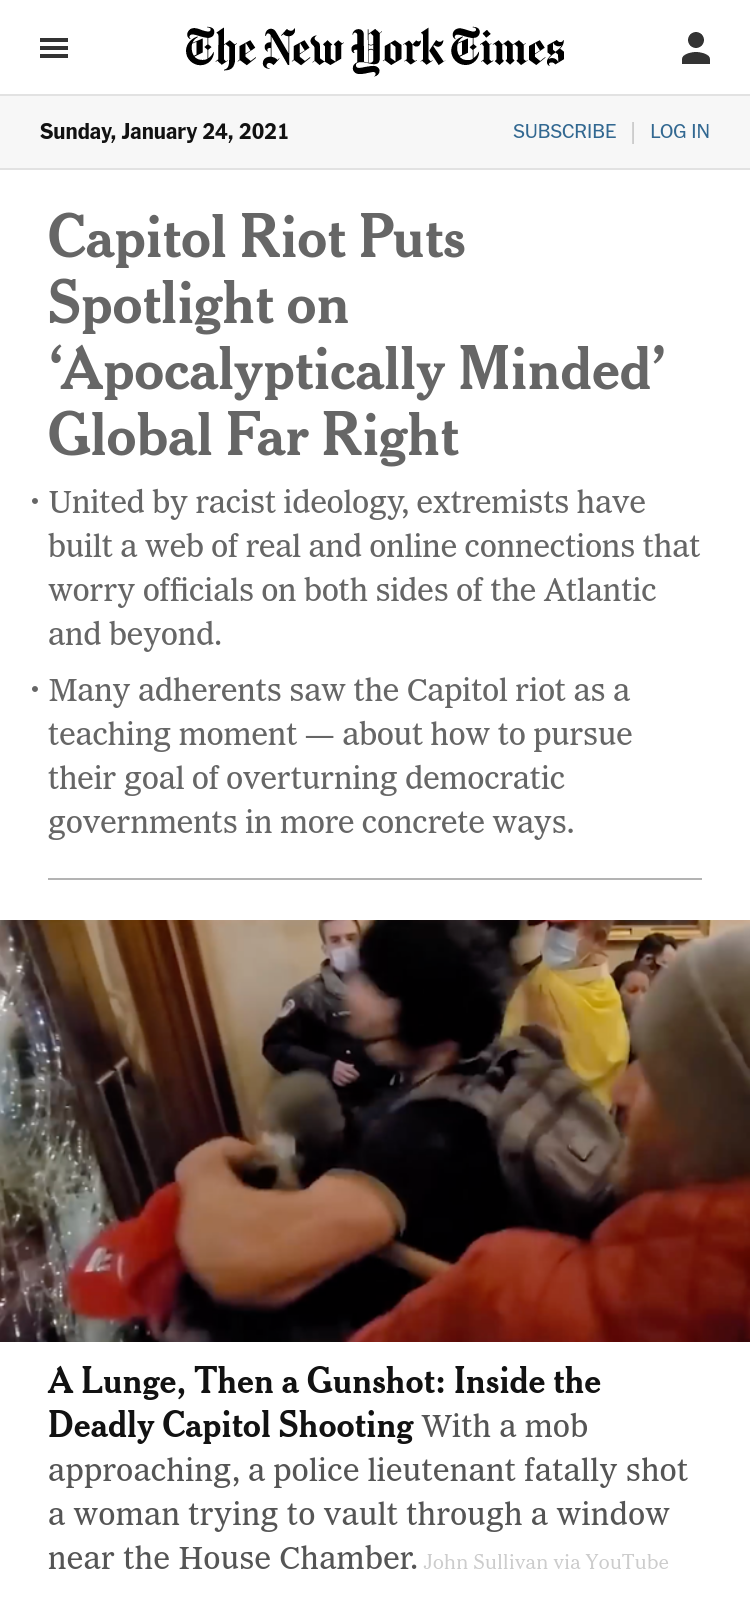 The New York Times
Sunday, January 24, 2021
SUBSCRIBE | LOG IN
Capitol Riot Puts
Spotlight on
‘Apocalyptically Minded’
Global Far Right
• United by racist ideology, extremists have
built a web of real and online connections that
worry officials on both sides of the Atlantic
and beyond.
• Many adherents saw the Capitol riot as a
teaching moment — about how to pursue
their goal of overturning democratic
governments in more concrete ways.
A Lunge, Then a Gunshot: Inside the
Deadly Capitol Shooting With a mob
approaching, a police lieutenant fatally shot
a woman trying to vault through a window
near the House Chamber. John Sullivan via YouTube